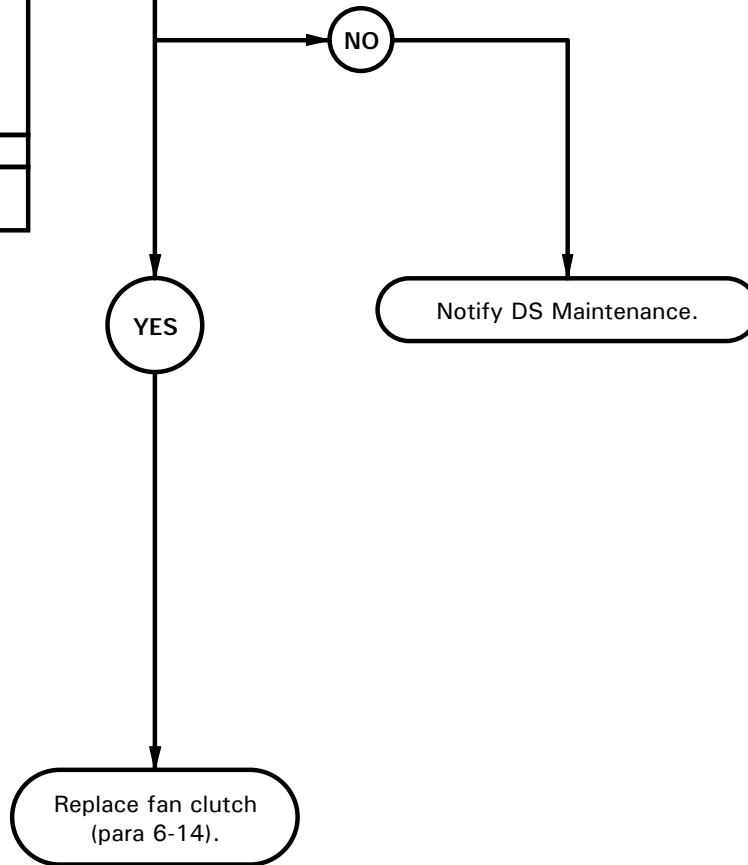 NO
YES
Notify DS Maintenance.
Replace fan clutch
(para 6-14).